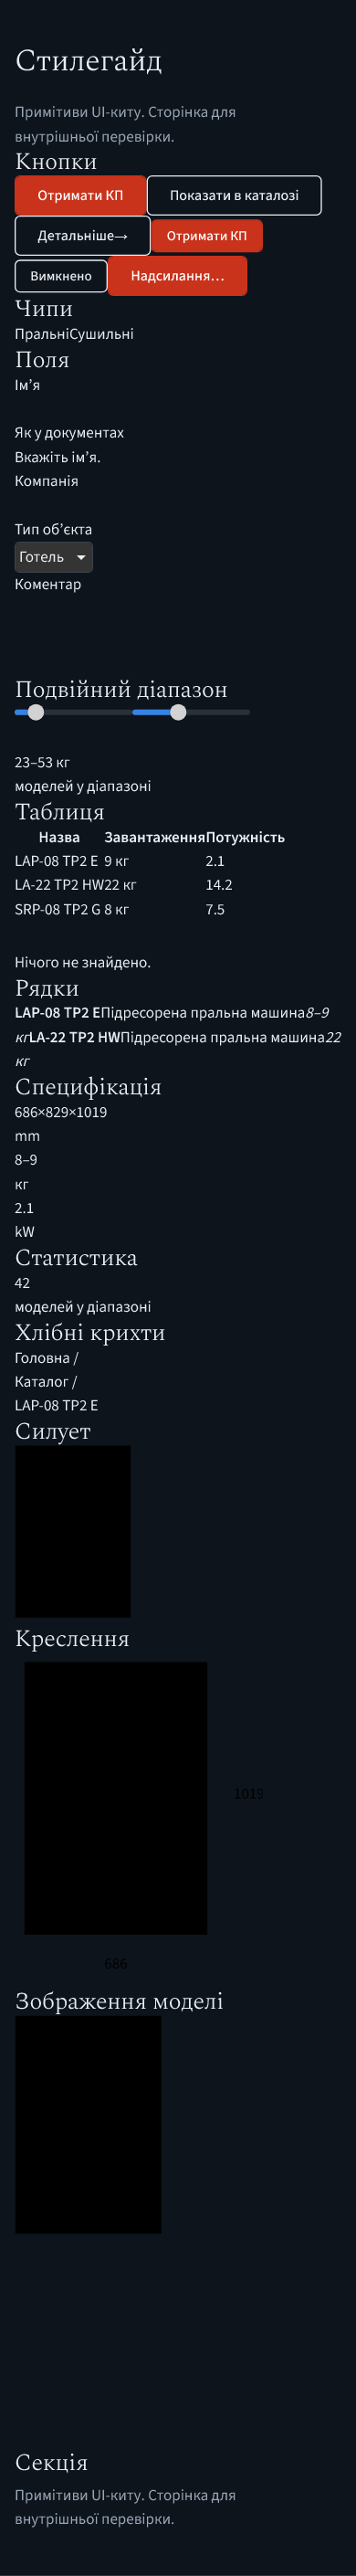 Стилегайд
Примітиви UI-киту. Сторінка для
внутрішньої перевірки.
Кнопки
Отримати КП Показати в каталозі
Детальніше→ Отримати КП
Вимкнено Надсилання…
Чипи
ПральніСушильні
Поля
Ім’я
Як у документах
Вкажіть ім’я.
Компанія
Тип об’єкта
Готель
Коментар
Подвійний діапазон
23–53 кг
моделей у діапазоні
Таблиця
Назва ЗавантаженняПотужність
LAP-08 TP2 E 9 кг 2.1
LA-22 TP2 HW22 кг 14.2
SRP-08 TP2 G 8 кг 7.5
Нічого не знайдено.
Рядки
LAP-08 TP2 EПідресорена пральна машина8–9
кгLA-22 TP2 HWПідресорена пральна машина22
кг
Специфікація
686×829×1019
mm
8–9
кг
2.1
kW
Статистика
42
моделей у діапазоні
Хлібні крихти
Головна /
Каталог /
LAP-08 TP2 E
Силует
Креслення
1019
686
Зображення моделі
Секція
Примітиви UI-киту. Сторінка для
внутрішньої перевірки.